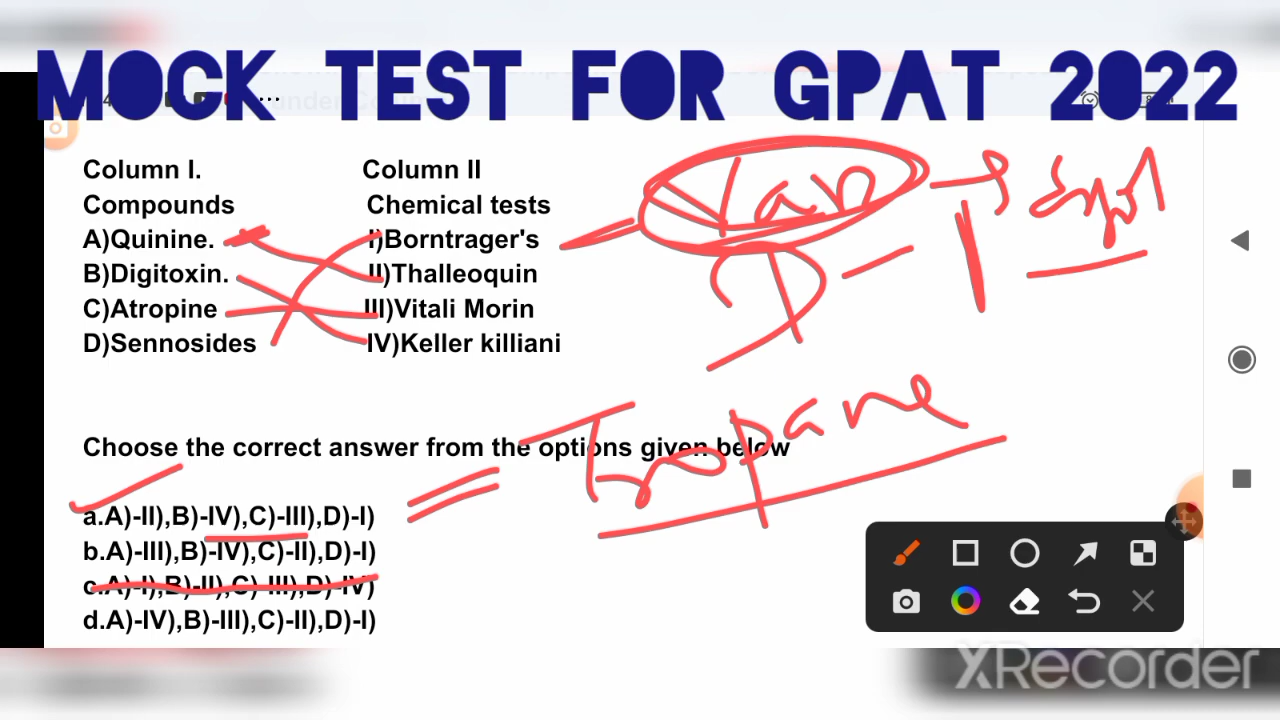 MOCK TEST FOR GPAT 2022
Column I. Column II
Compounds Chemical tests
A)Quinine. I)Borntrager's
B)Digitoxin. II)Thalleoquin
C)Atropine III)Vitali Morin
D)Sennosides IV)Keller killiani
Van
Tropane
Choose the correct answer from the options given below
a.A)-II),B)-IV),C)-III),D)-I)
b.A)-III),B)-IV),C)-II),D)-I)
c.A)-I),B)-II),C)-III),D)-IV)
d.A)-IV),B)-III),C)-II),D)-I)
XRecorder